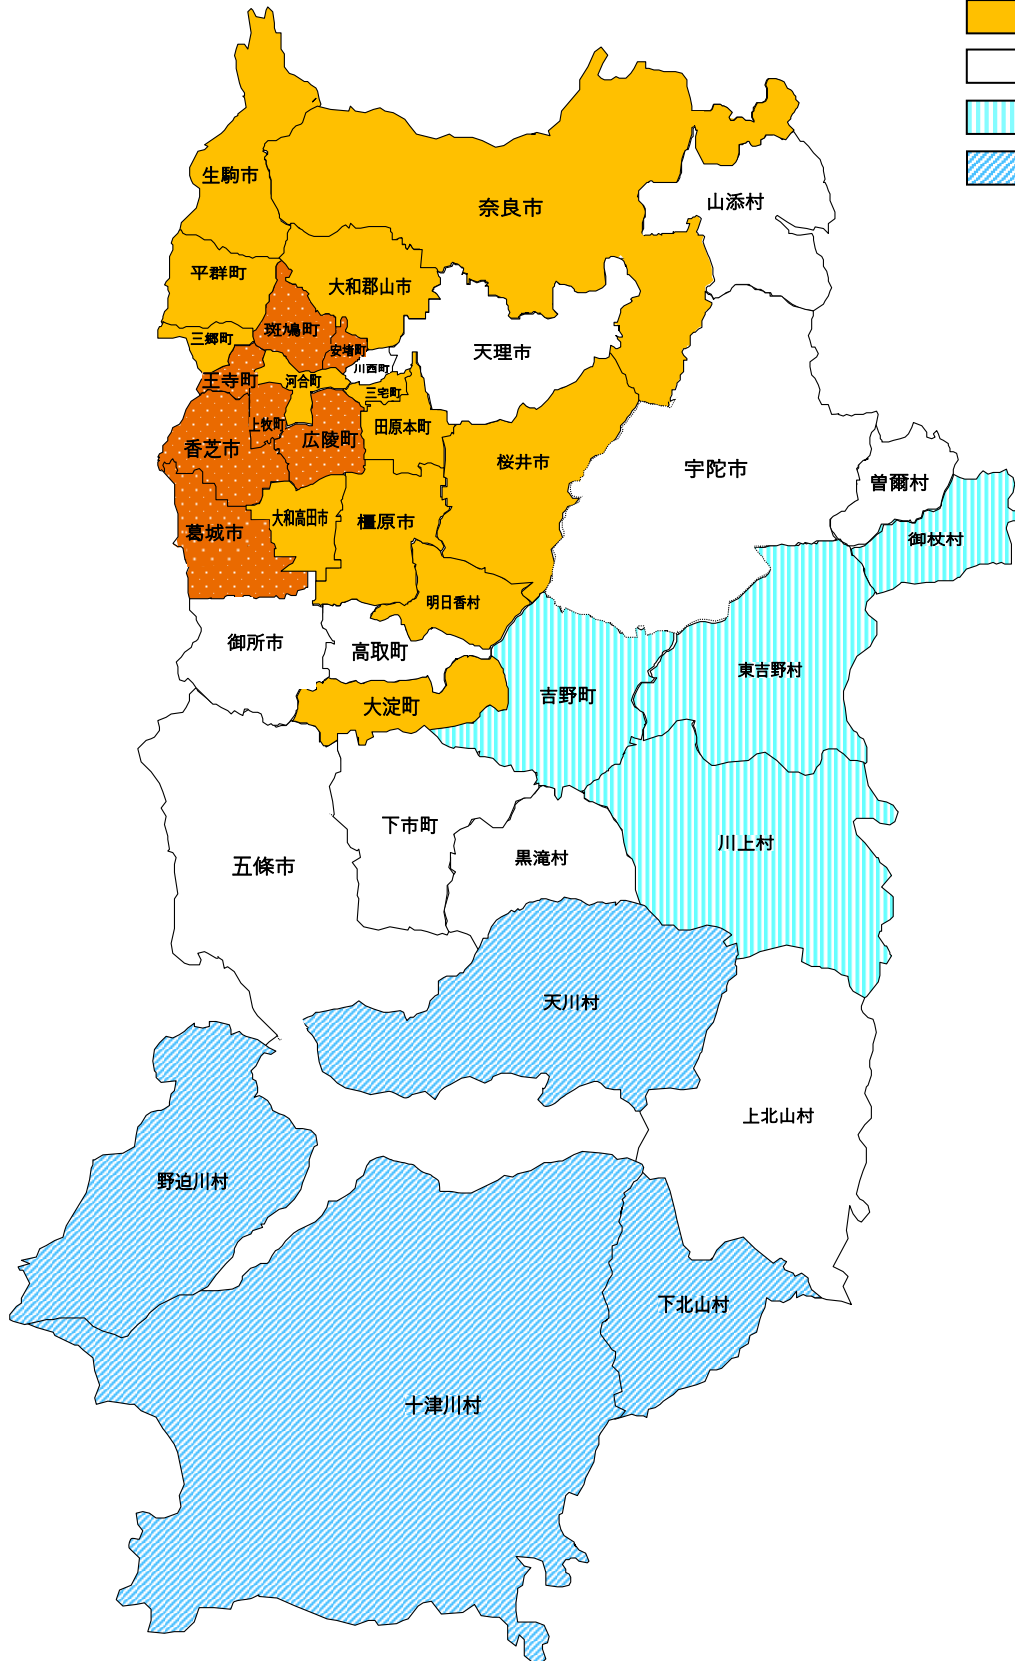 生駒市
奈良市
山添村
平群町
大和郡山市
斑鳩町
三郷町
安堵町
天理市
川西町
王寺町
河合町
三宅町
上牧町
田原本町
広陵町
香芝市
桜井市
宇陀市
曽爾村
大和高田市
橿原市
葛城市
御杖村
明日香村
御所市
高取町
東吉野村
吉野町
大淀町
下市町
川上村
黒滝村
五條市
天川村
上北山村
野迫川村
下北山村
十津川村